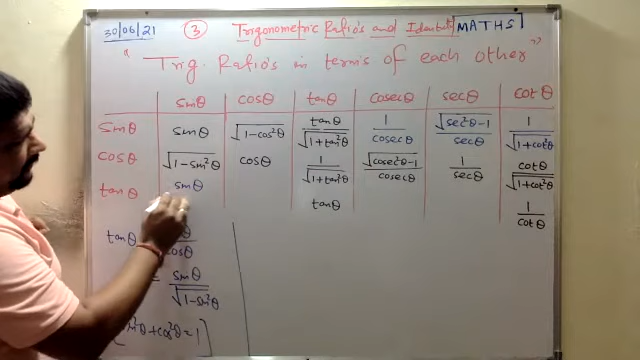 30/06/21 ③ Trigonometric Ratio's and Identity MATHS
"Trig. Ratio's in term's of each other"
sinθ cosθ tanθ cosecθ secθ cotθ
sinθ sinθ √(1-cos²θ) tanθ/√(1+tan²θ) 1/cosecθ √(sec²θ-1)/secθ 1/√(1+cot²θ)
cosθ √(1-sin²θ) cosθ 1/√(1+tan²θ) √(cosec²θ-1)/cosecθ 1/secθ cotθ/√(1+cot²θ)
tanθ sinθ tanθ 1/cotθ
tanθ θ/cosθ
= sinθ/√(1-sin²θ)
θ+cos²θ=1]